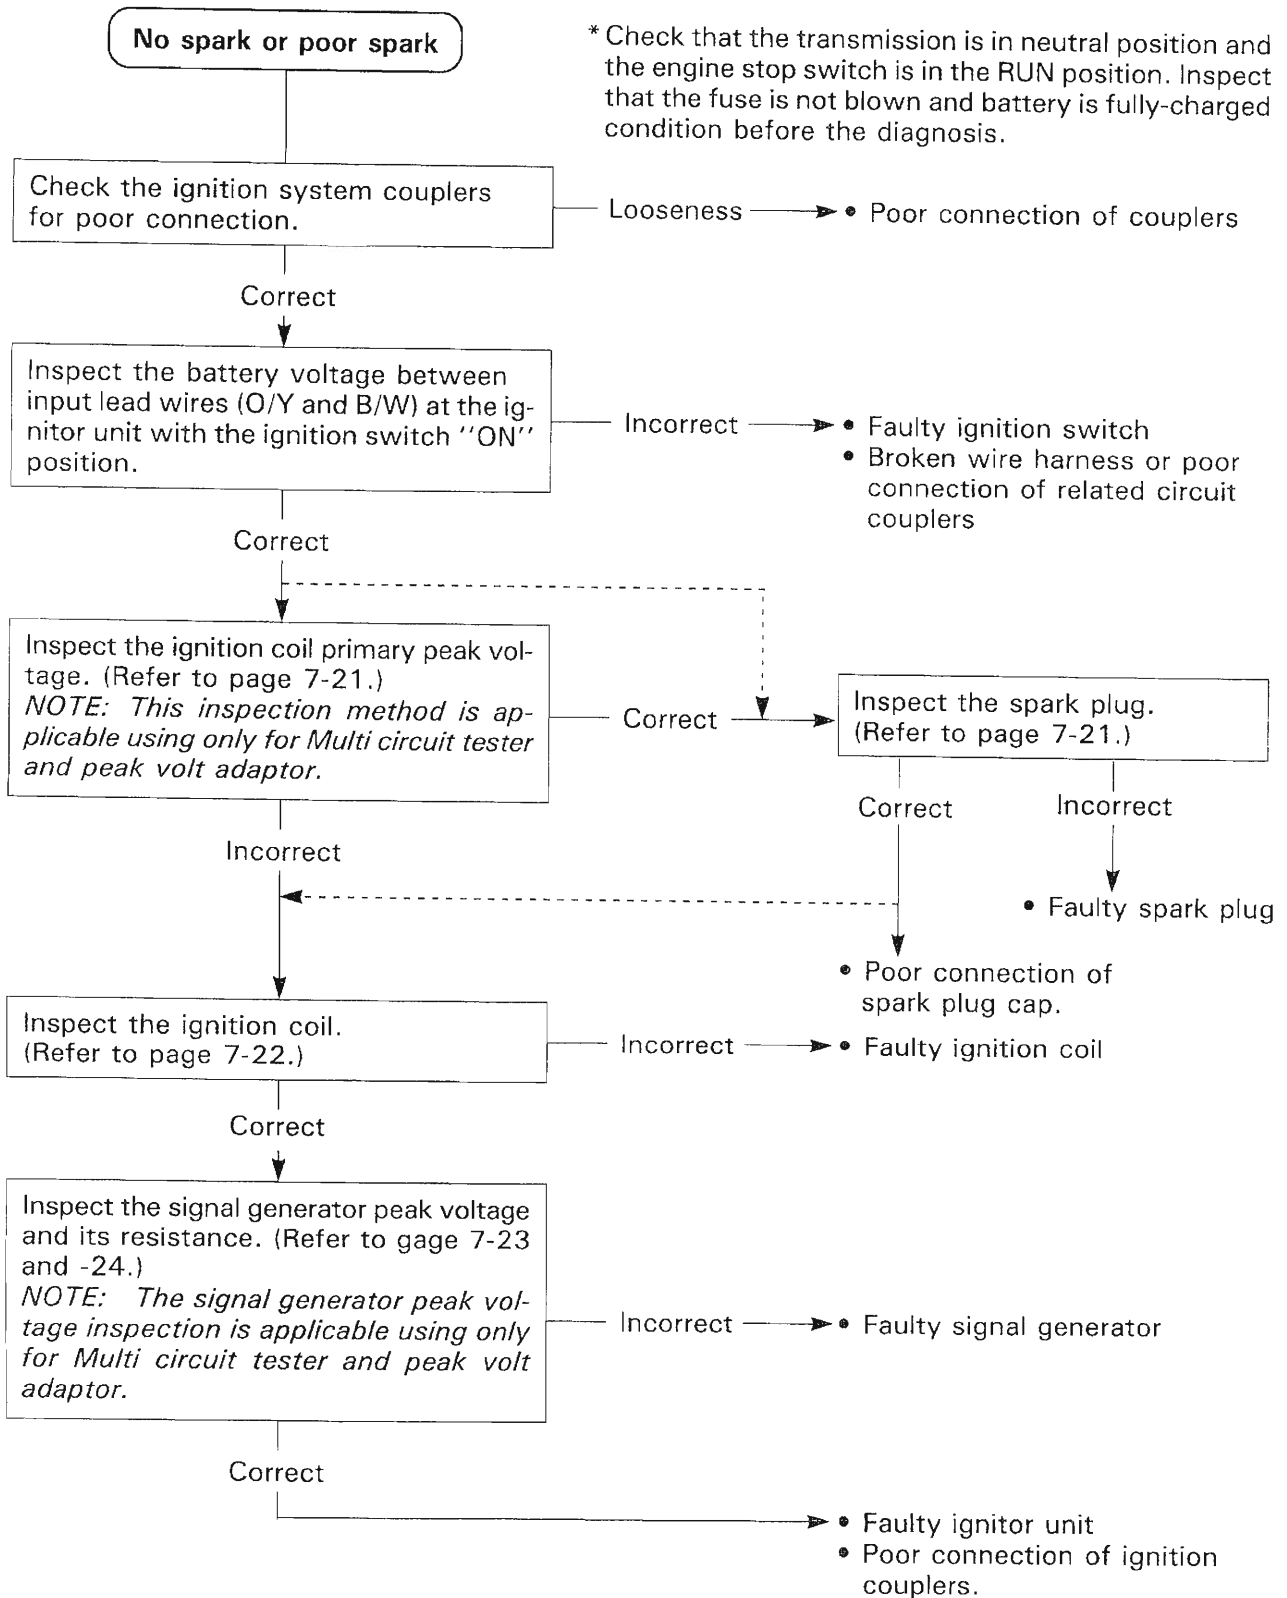 No spark or poor spark
* Check that the transmission is in neutral position and
the engine stop switch is in the RUN position. Inspect
that the fuse is not blown and battery is fully-charged
condition before the diagnosis.
Check the ignition system couplers
for poor connection.
Looseness
• Poor connection of couplers
Correct
Inspect the battery voltage between
input lead wires (O/Y and B/W) at the ig-
nitor unit with the ignition switch ''ON''
position.
Incorrect
• Faulty ignition switch
• Broken wire harness or poor
connection of related circuit
couplers
Correct
Inspect the ignition coil primary peak vol-
tage. (Refer to page 7-21.)
NOTE: This inspection method is ap-
plicable using only for Multi circuit tester
and peak volt adaptor.
Correct
Inspect the spark plug.
(Refer to page 7-21.)
Correct
Incorrect
Incorrect
• Faulty spark plug
• Poor connection of
spark plug cap.
Inspect the ignition coil.
(Refer to page 7-22.)
Incorrect
• Faulty ignition coil
Correct
Inspect the signal generator peak voltage
and its resistance. (Refer to gage 7-23
and -24.)
NOTE: The signal generator peak vol-
tage inspection is applicable using only
for Multi circuit tester and peak volt
adaptor.
Incorrect
• Faulty signal generator
Correct
• Faulty ignitor unit
• Poor connection of ignition
couplers.